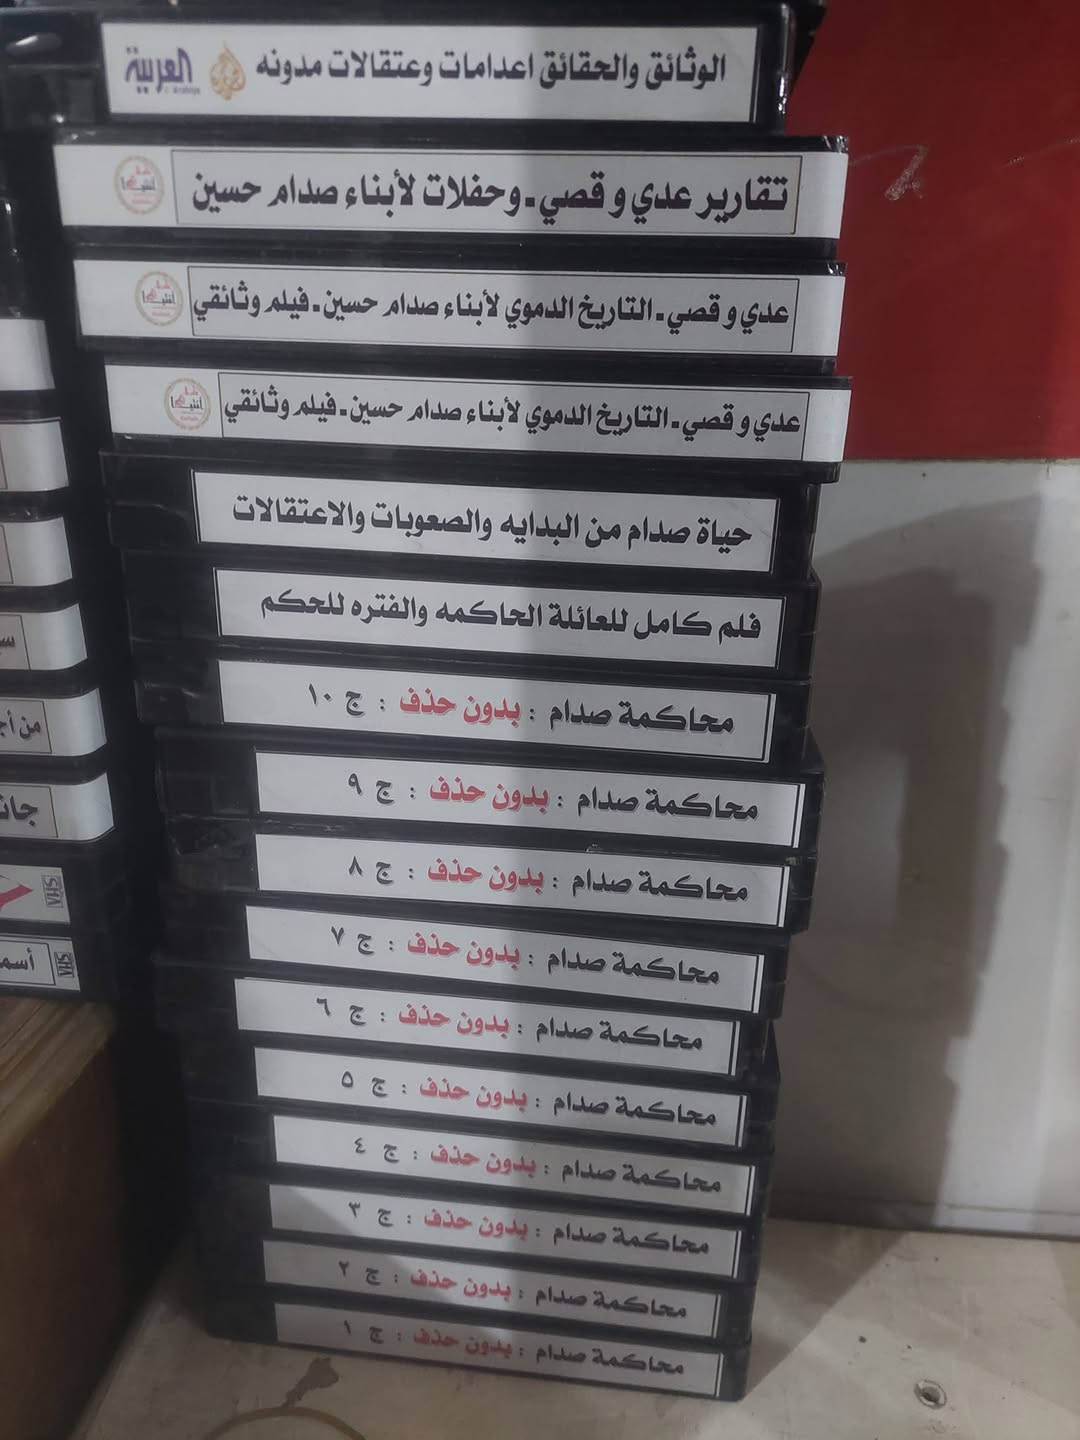 الوثائق والحقائق اعدامات وعتقالات مدونه العربية
تقارير عدي و قصي - وحفلات لأبناء صدام حسين
عدي و قصي - التاريخ الدموي لأبناء صدام حسين - فيلم وثائقي
عدي و قصي - التاريخ الدموي لأبناء صدام حسين - فيلم وثائقي
حياة صدام من البدايه والصعوبات والاعتقالات
فلم كامل للعائلة الحاكمه والفتره للحكم
محاكمة صدام : بدون حذف : ج ١٠
محاكمة صدام : بدون حذف : ج ٩
محاكمة صدام : بدون حذف : ج ٨
محاكمة صدام : بدون حذف : ج ٧
محاكمة صدام : بدون حذف : ج ٦
محاكمة صدام : بدون حذف : ج ٥
محاكمة صدام : بدون حذف : ج ٤
محاكمة صدام : بدون حذف : ج ٣
محاكمة صدام : بدون حذف : ج ٢
محاكمة صدام : بدون حذف : ج ١
VHS
VHS